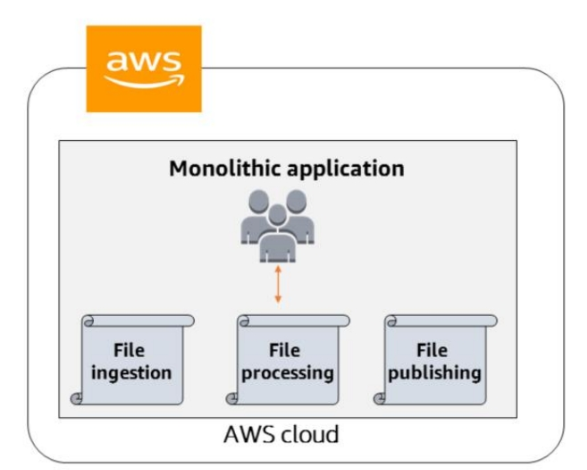 aws
Monolithic application
File
ingestion
File
processing
File
publishing
AWS cloud